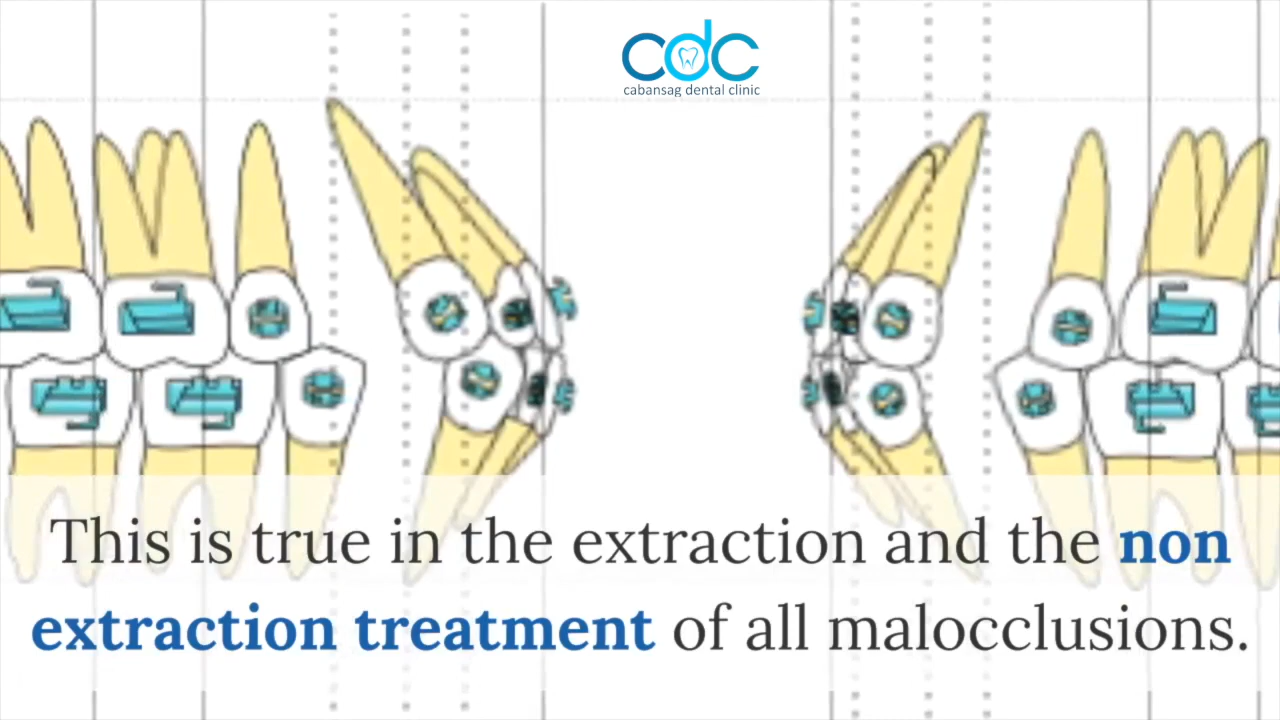 cdc
cabansag dental clinic
This is true in the extraction and the non
extraction treatment of all malocclusions.